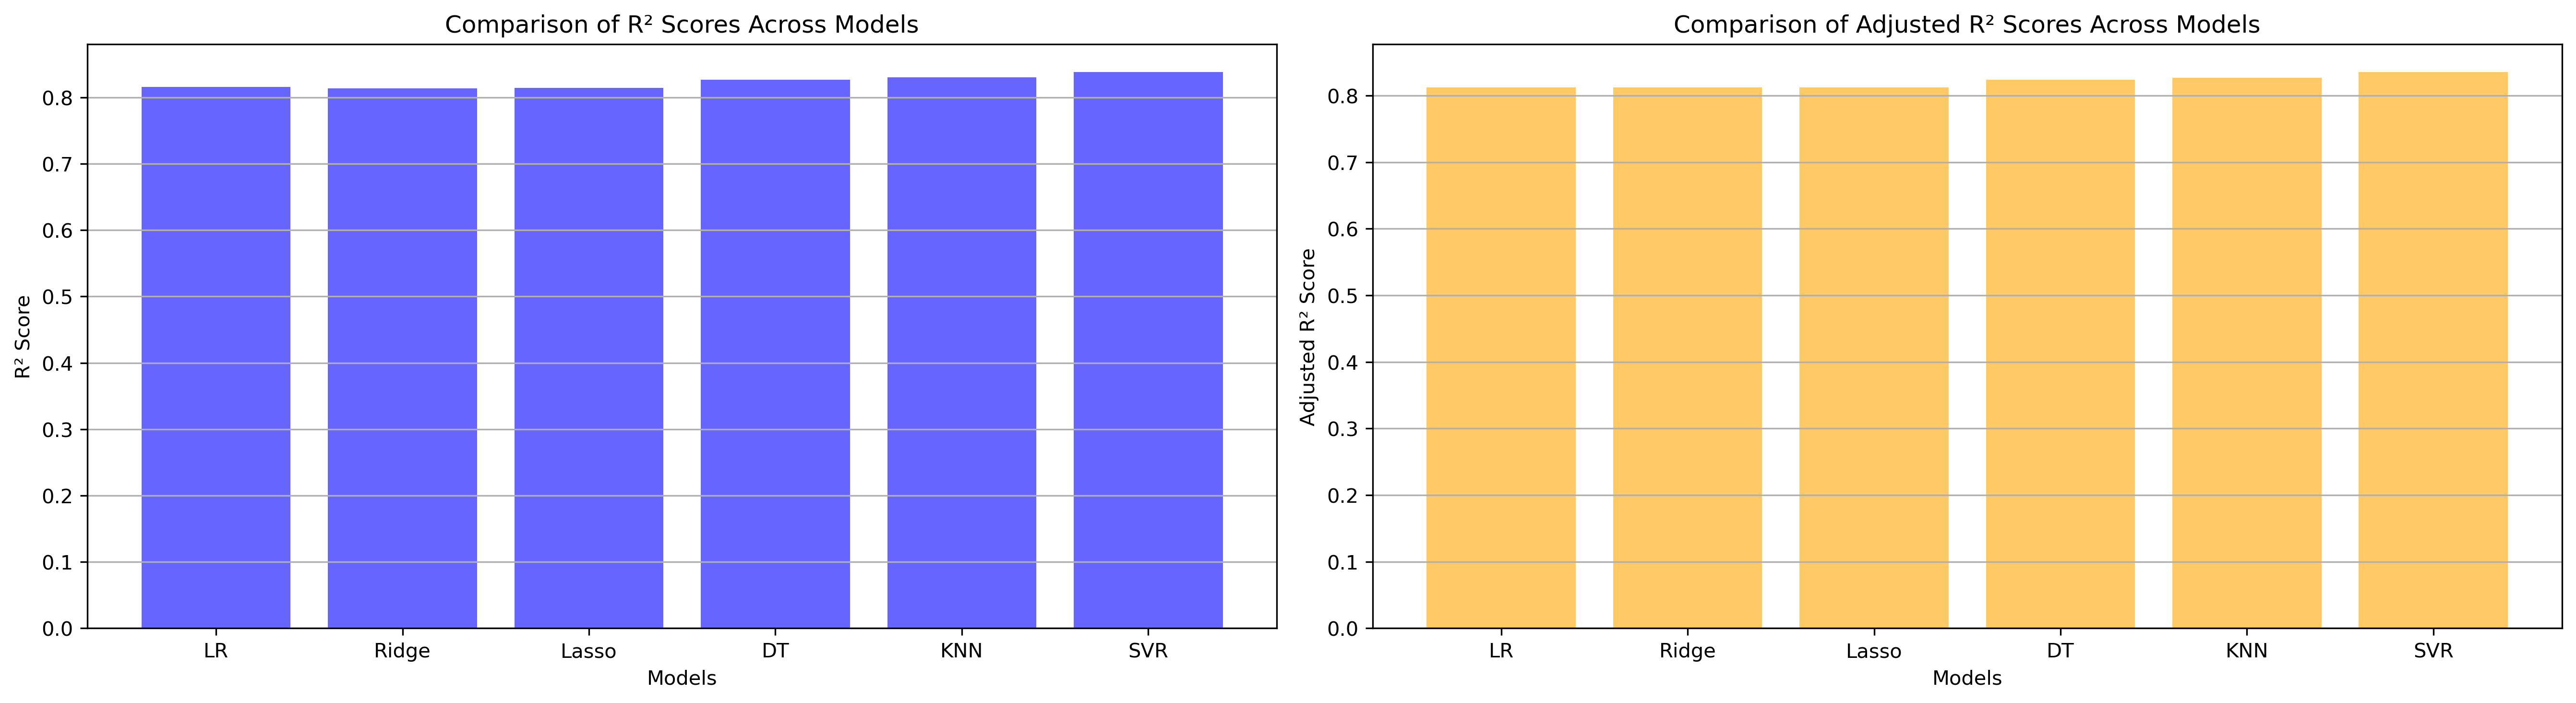 Comparison of R² Scores Across Models
R² Score
0.8
0.7
0.6
0.5
0.4
0.3
0.2
0.1
0.0
LR Ridge Lasso DT KNN SVR
Models
Comparison of Adjusted R² Scores Across Models
Adjusted R² Score
0.8
0.7
0.6
0.5
0.4
0.3
0.2
0.1
0.0
LR Ridge Lasso DT KNN SVR
Models